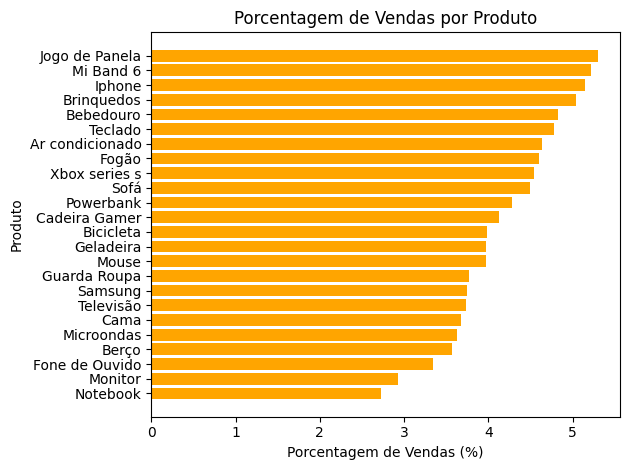 Porcentagem de Vendas por Produto
Produto
Jogo de Panela
Mi Band 6
Iphone
Brinquedos
Bebedouro
Teclado
Ar condicionado
Fogão
Xbox series s
Sofá
Powerbank
Cadeira Gamer
Bicicleta
Geladeira
Mouse
Guarda Roupa
Samsung
Televisão
Cama
Microondas
Berço
Fone de Ouvido
Monitor
Notebook
0 1 2 3 4 5
Porcentagem de Vendas (%)